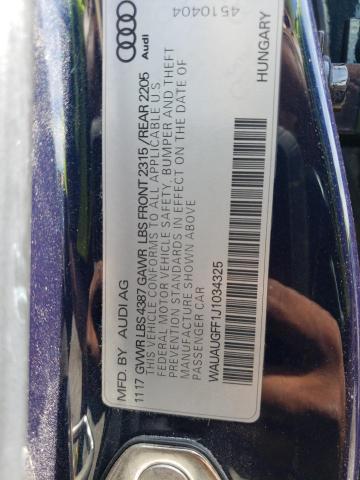 MFD. BY AUDI AG
1117 GVWR LBS 4387 GAWR LBS FRONT 2315 /REAR 2205
THIS VEHICLE CONFORMS TO ALL APPLICABLE U.S
FEDERAL MOTOR VEHICLE SAFETY, BUMPER AND THEFT
PREVENTION STANDARDS IN EFFECT ON THE DATE OF
MANUFACTURE SHOWN ABOVE
PASSENGER CAR
WAUAUGFF1J1034325
HUNGARY
Audi
4510404